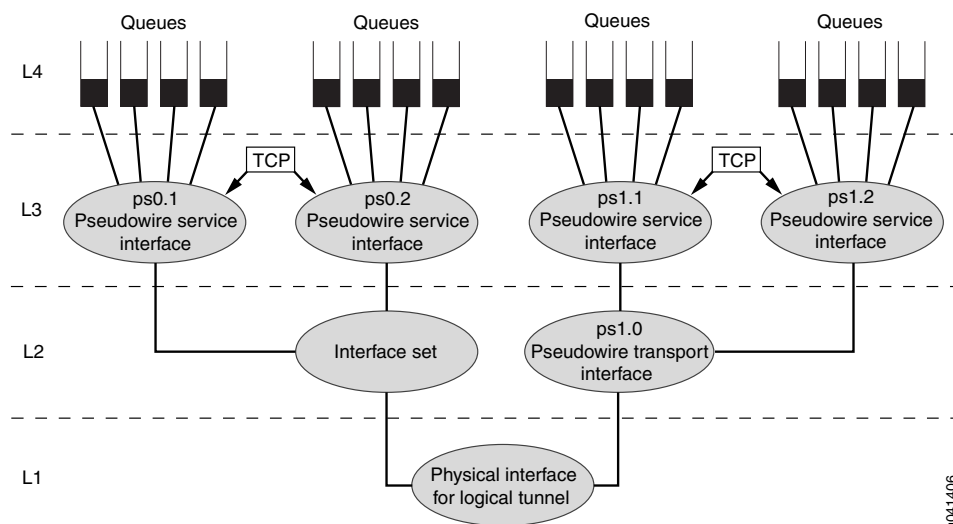 Queues
Queues
Queues
Queues
L4
TCP
TCP
L3
ps0.1
Pseudowire service
interface
ps0.2
Pseudowire service
interface
ps1.1
Pseudowire service
interface
ps1.2
Pseudowire service
interface
L2
Interface set
ps1.0
Pseudowire transport
interface
L1
Physical interface
for logical tunnel